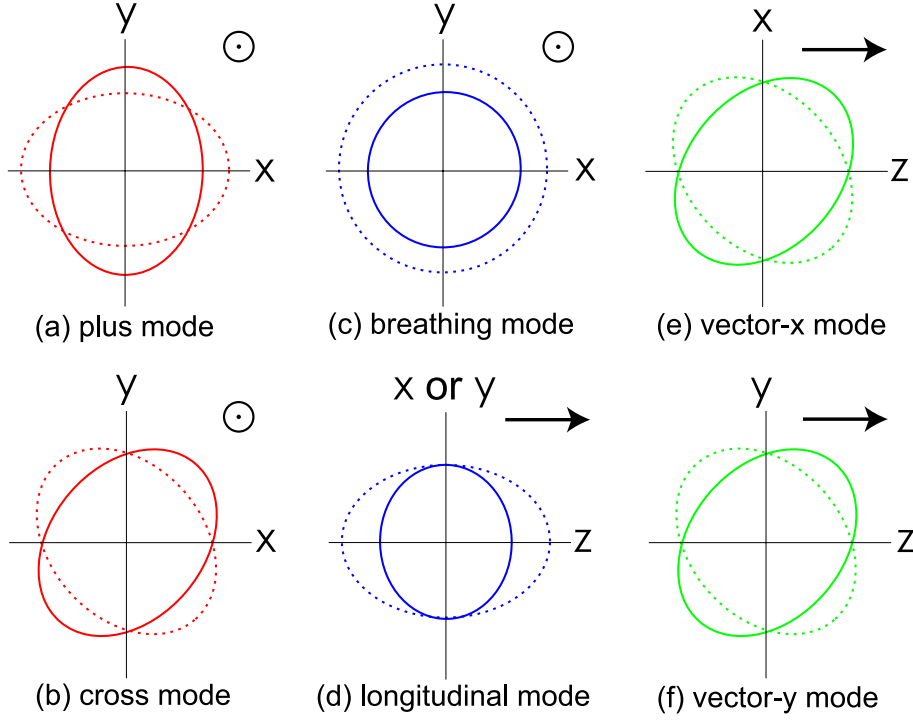 y
x
(a) plus mode
y
x
(c) breathing mode
x
z
(e) vector-x mode
y
x
(b) cross mode
x or y
z
(d) longitudinal mode
y
z
(f) vector-y mode